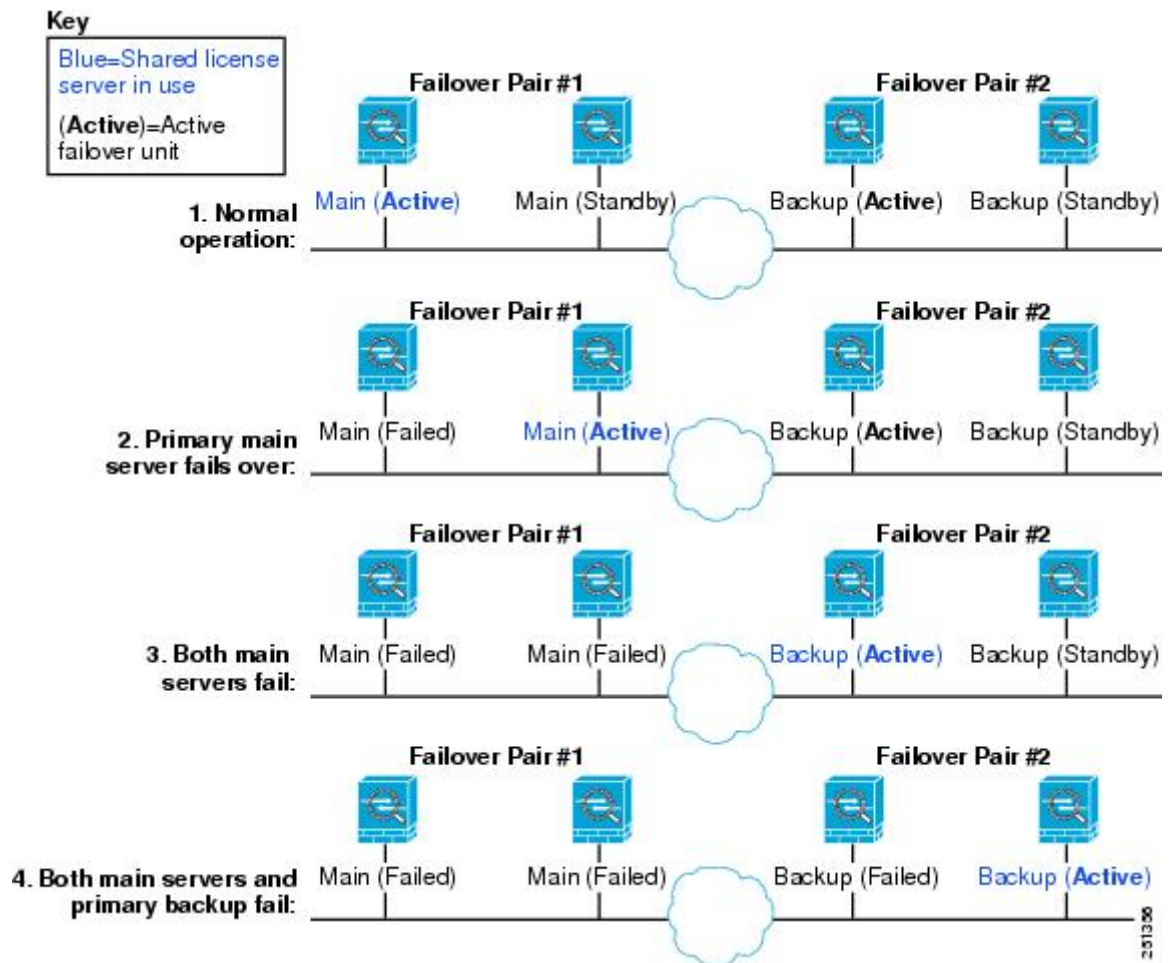 Key
Blue=Shared license
server in use
(Active)=Active
failover unit
Failover Pair #1
Failover Pair #2
1. Normal
operation:
Main (Active)
Main (Standby)
Backup (Active)
Backup (Standby)
Failover Pair #1
Failover Pair #2
2. Primary main
server fails over:
Main (Failed)
Main (Active)
Backup (Active)
Backup (Standby)
Failover Pair #1
Failover Pair #2
3. Both main
servers fail:
Main (Failed)
Main (Failed)
Backup (Active)
Backup (Standby)
Failover Pair #1
Failover Pair #2
4. Both main servers and
primary backup fail:
Main (Failed)
Main (Failed)
Backup (Failed)
Backup (Active)
251356